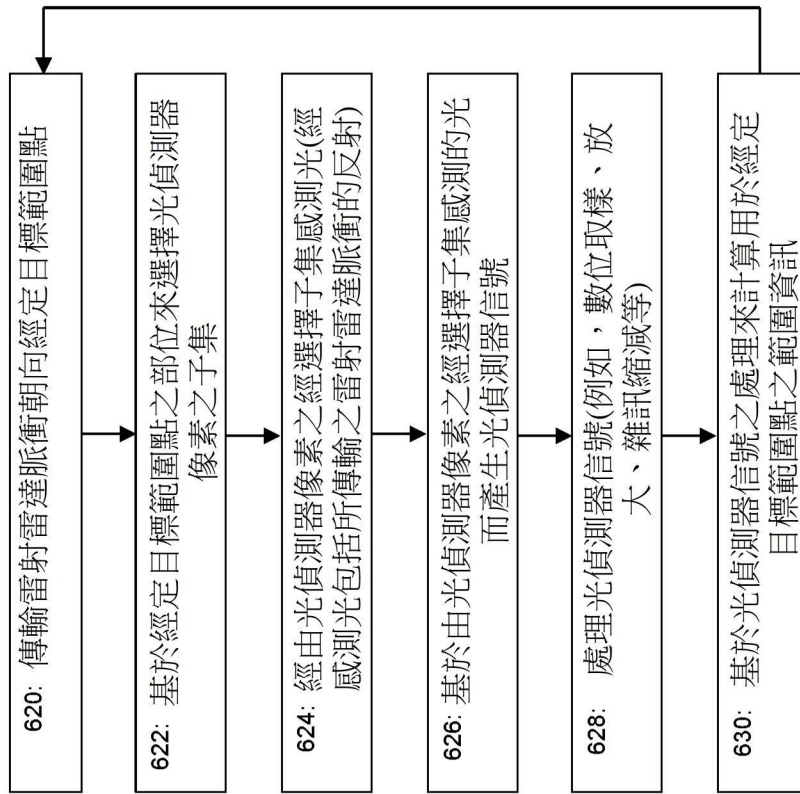 620: 傳輸雷射雷達脈衝朝向經定目標範圍點
622: 基於經定目標範圍點之部位來選擇光偵測器
像素之子集
624: 經由光偵測器像素之經選擇子集感測光(經
感測光包括所傳輸之雷射雷達脈衝的反射)
626: 基於由光偵測器像素之經選擇子集感測的光
而產生光偵測器信號
628: 處理光偵測器信號(例如，數位取樣、放
大、雜訊縮減等)
630: 基於光偵測器信號之處理來計算用於經定
目標範圍點之範圍資訊